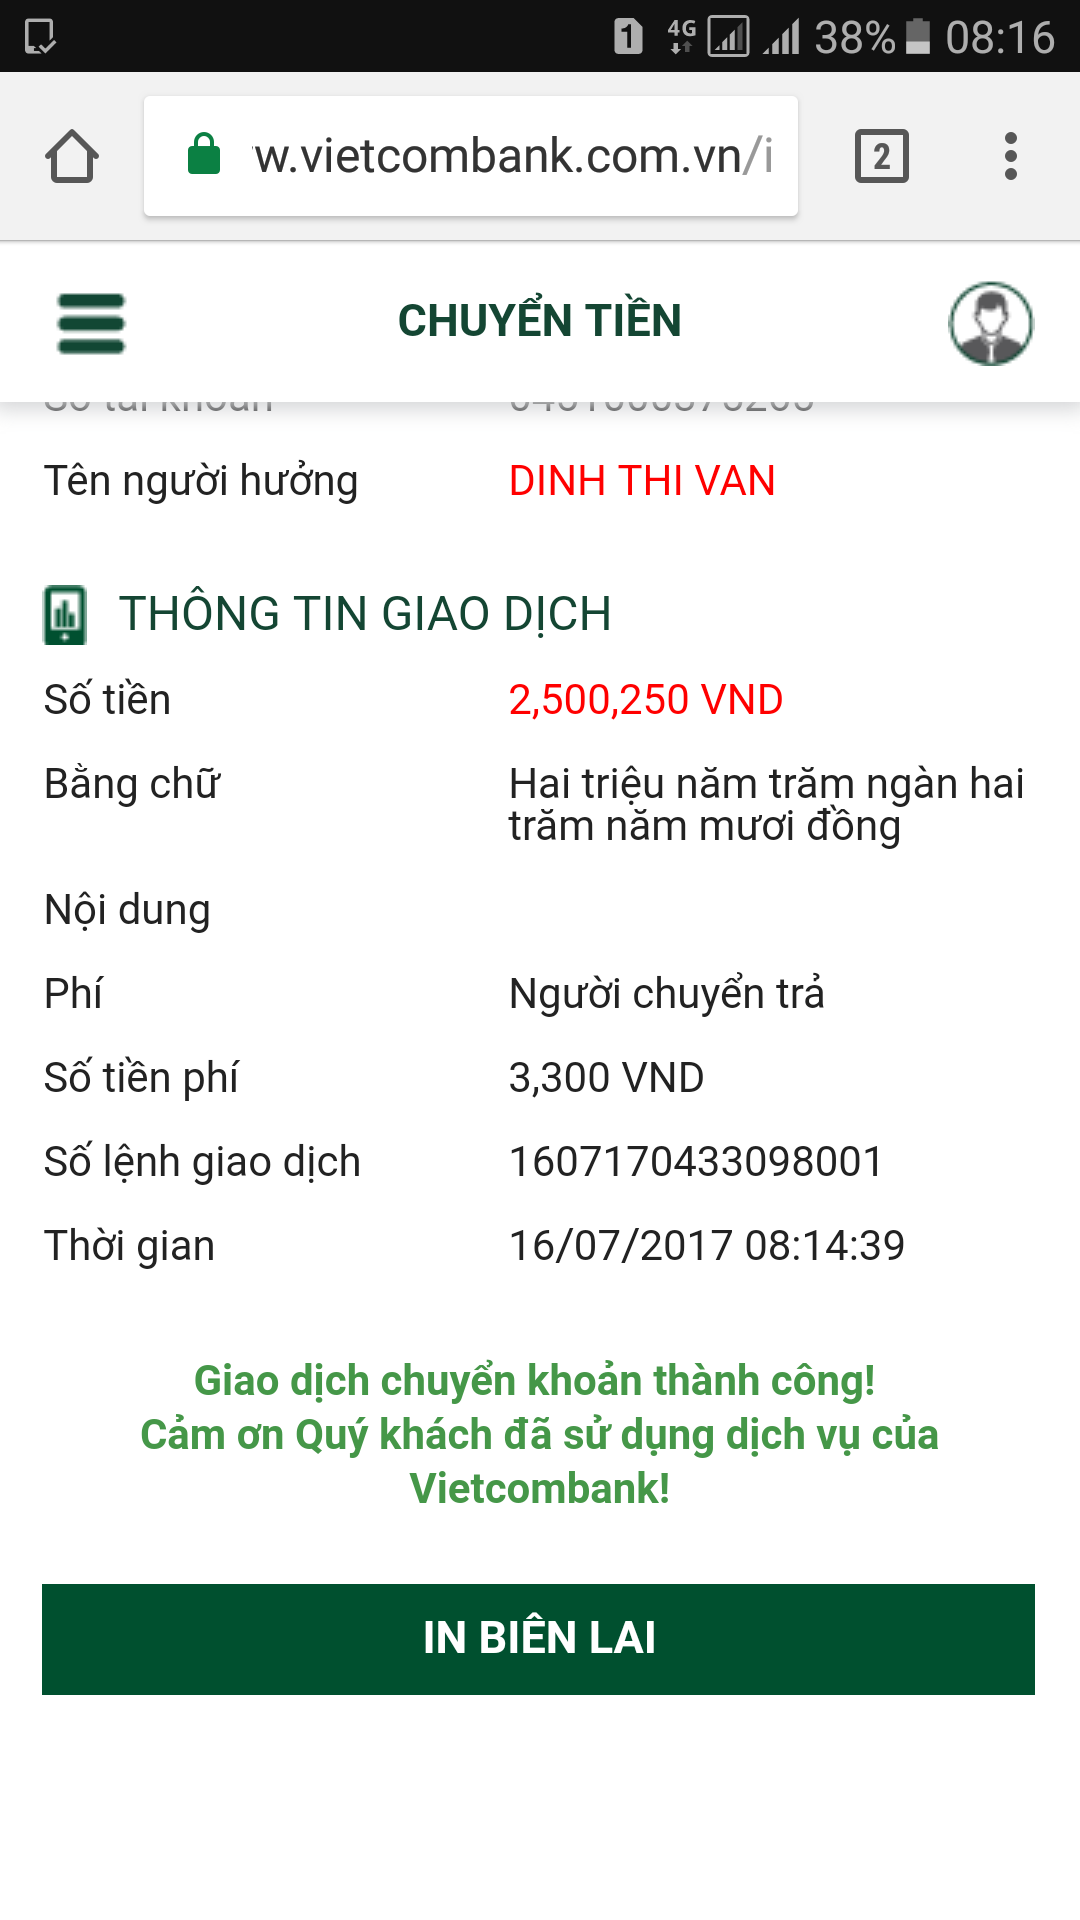 1 4G 38% 08:16
w.vietcombank.com.vn/i 2
CHUYỂN TIỀN
Số tài khoản
Tên người hưởng DINH THI VAN
THÔNG TIN GIAO DỊCH
Số tiền 2,500,250 VND
Bằng chữ Hai triệu năm trăm ngàn hai
trăm năm mươi đồng
Nội dung
Phí Người chuyển trả
Số tiền phí 3,300 VND
Số lệnh giao dịch 1607170433098001
Thời gian 16/07/2017 08:14:39
Giao dịch chuyển khoản thành công!
Cảm ơn Quý khách đã sử dụng dịch vụ của
Vietcombank!
IN BIÊN LAI